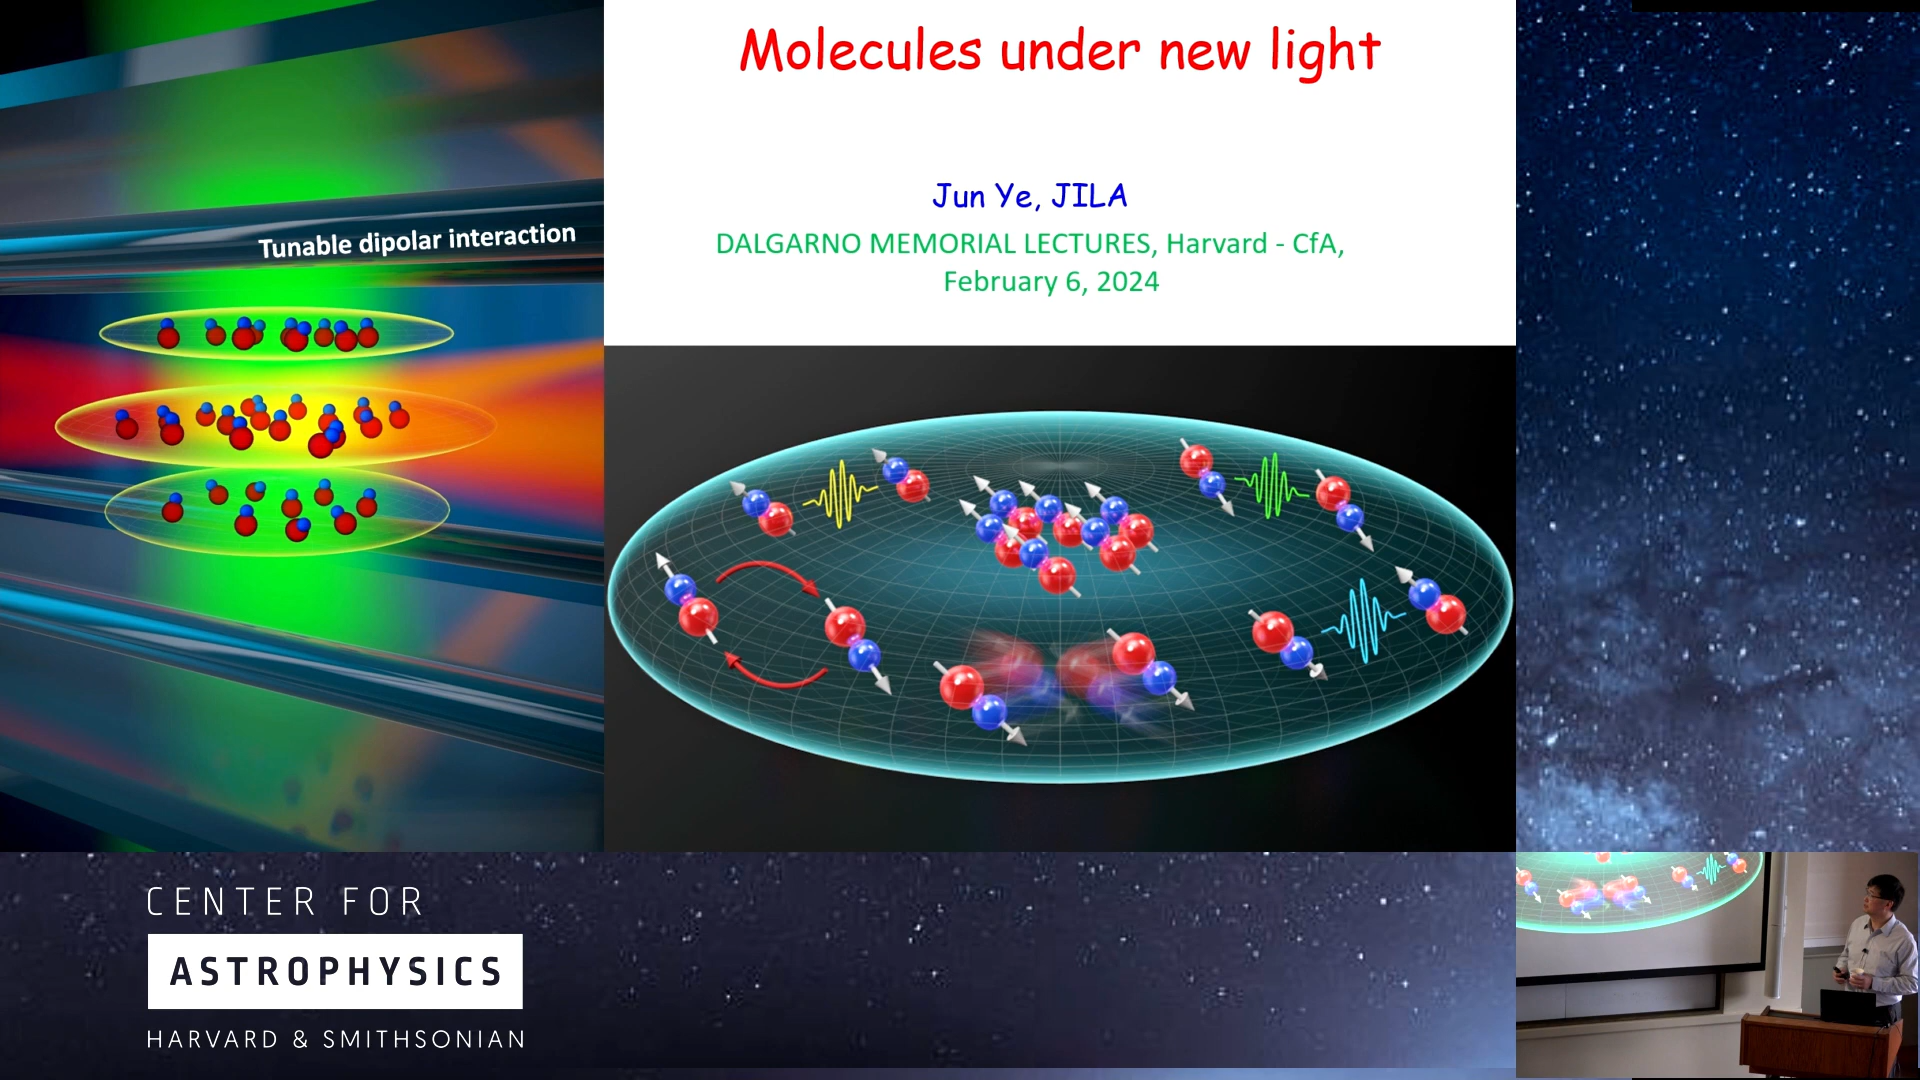 Molecules under new light
Jun Ye, JILA
DALGARNO MEMORIAL LECTURES, Harvard - CfA,
February 6, 2024
Tunable dipolar interaction
CENTER FOR
ASTROPHYSICS
HARVARD & SMITHSONIAN